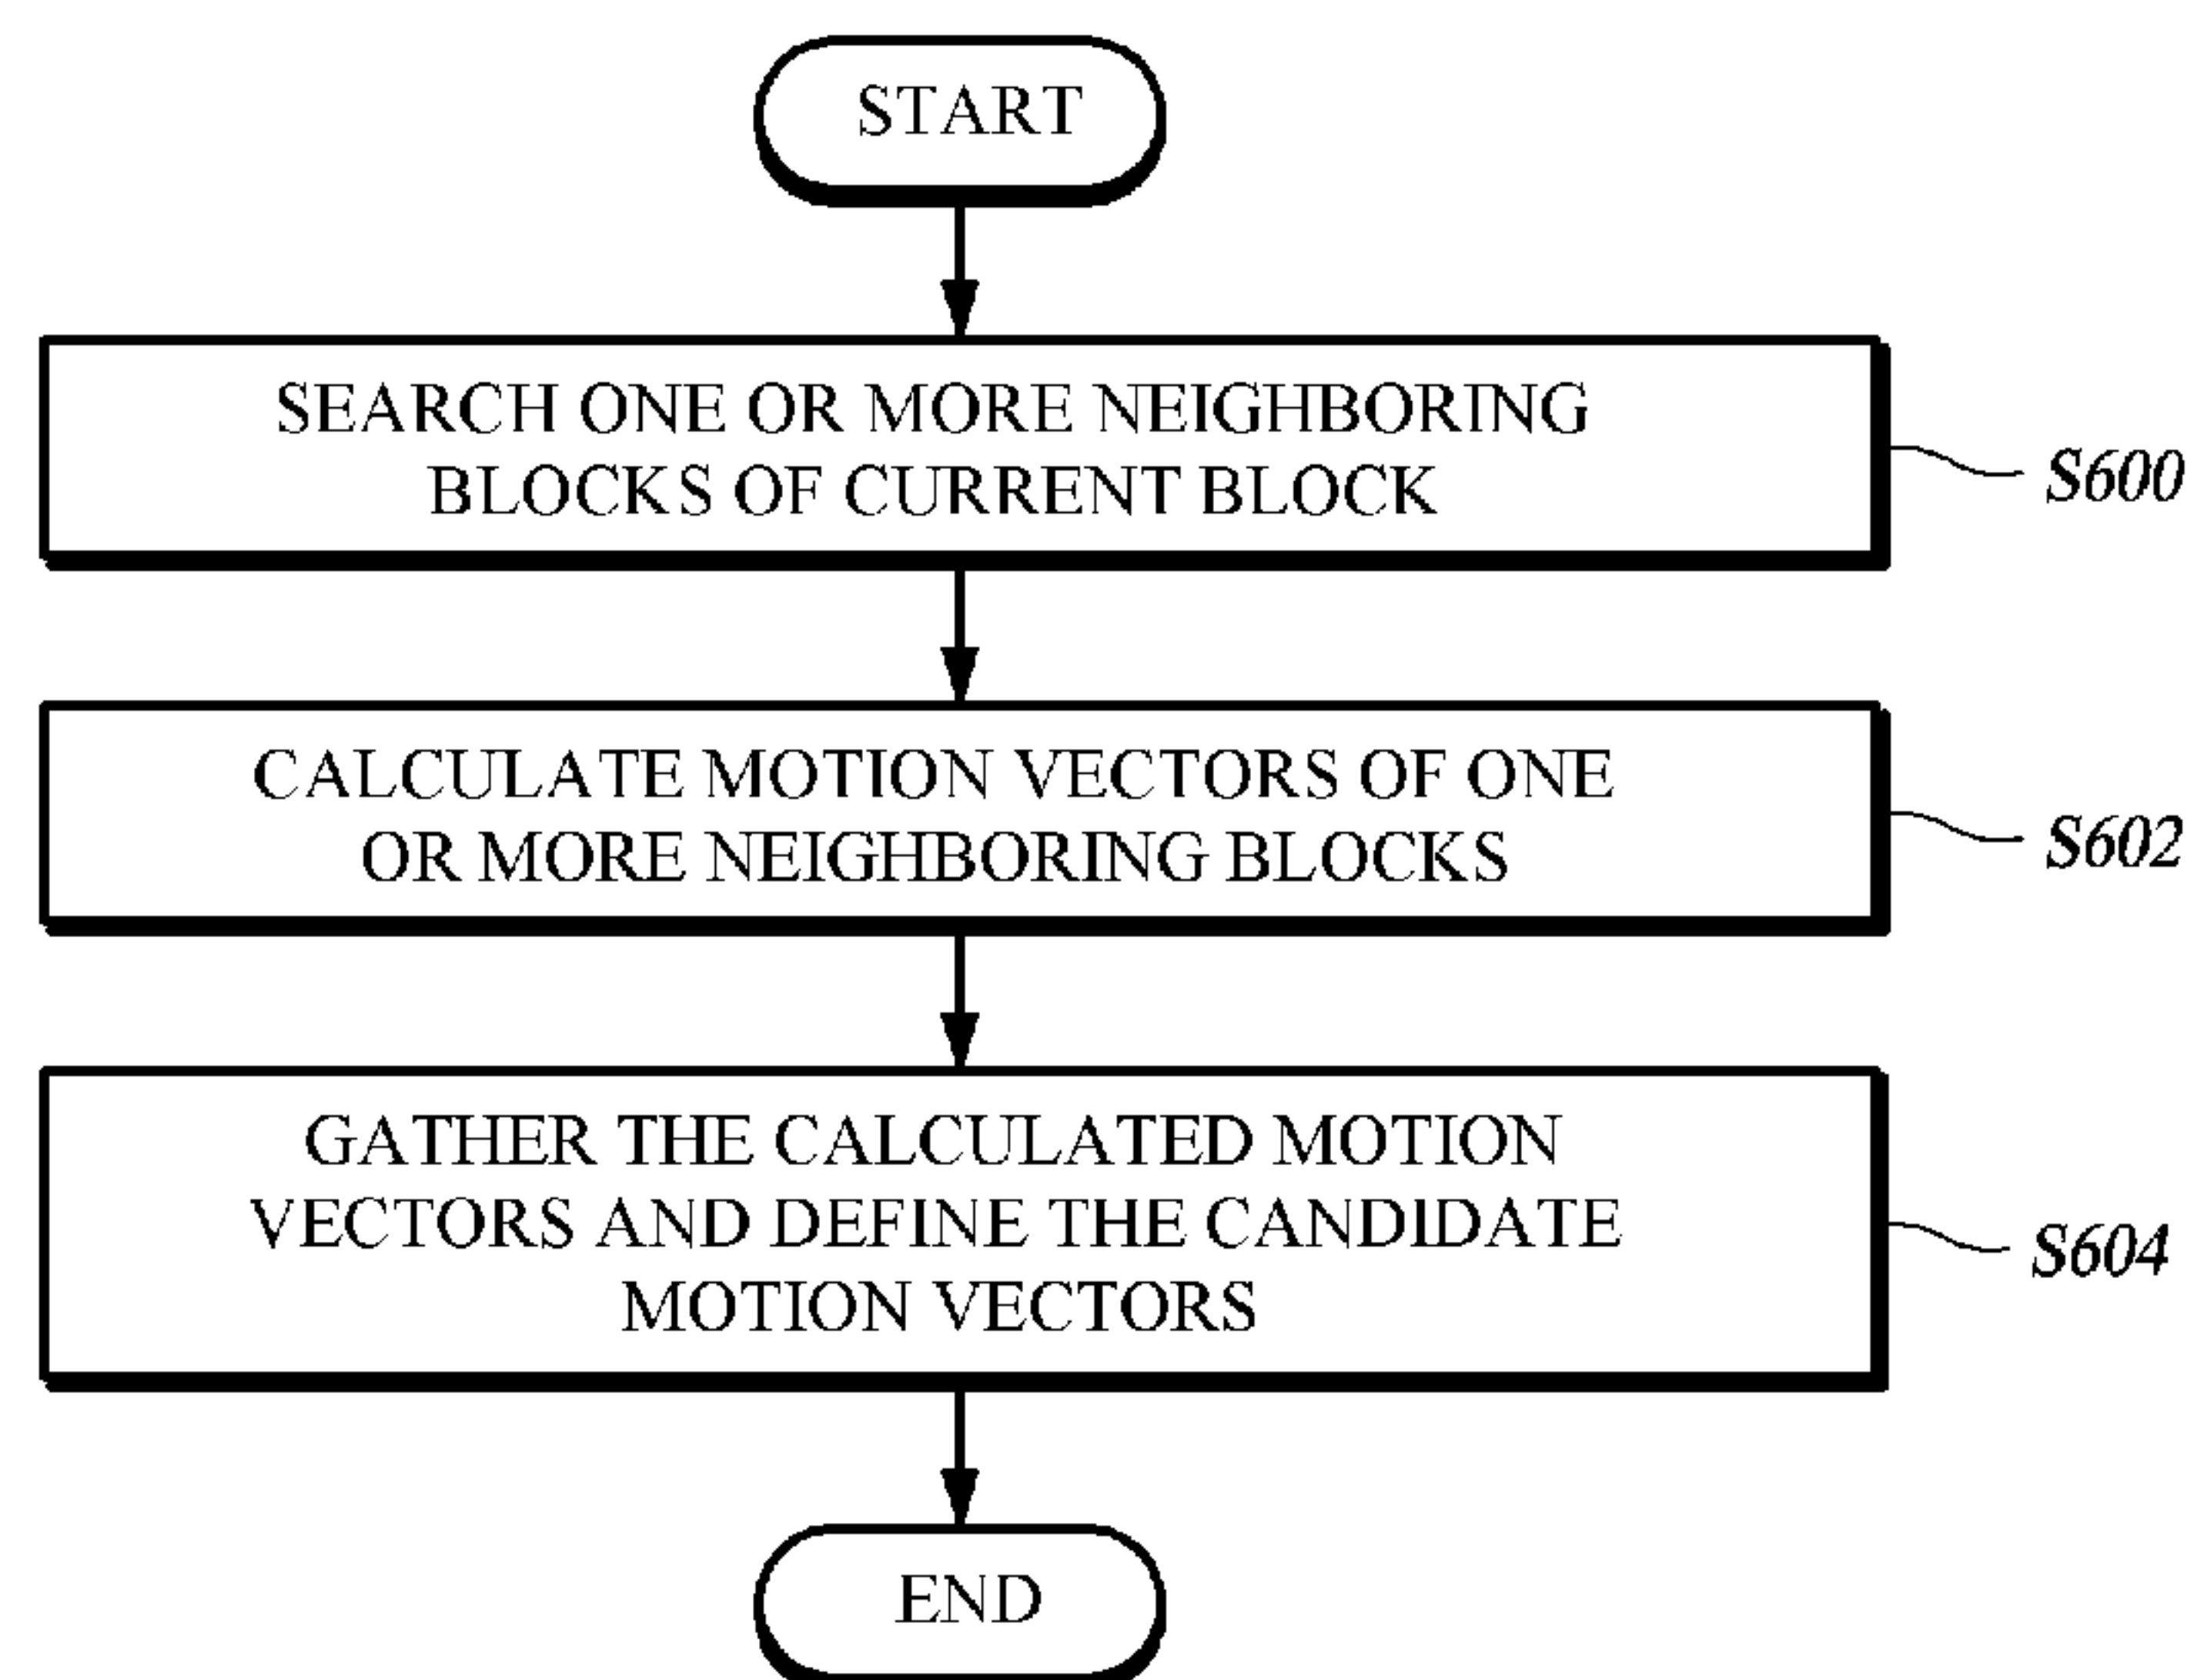 START
SEARCH ONE OR MORE NEIGHBORING
BLOCKS OF CURRENT BLOCK
S600
CALCULATE MOTION VECTORS OF ONE
OR MORE NEIGHBORING BLOCKS
S602
GATHER THE CALCULATED MOTION
VECTORS AND DEFINE THE CANDIDATE
MOTION VECTORS
S604
END